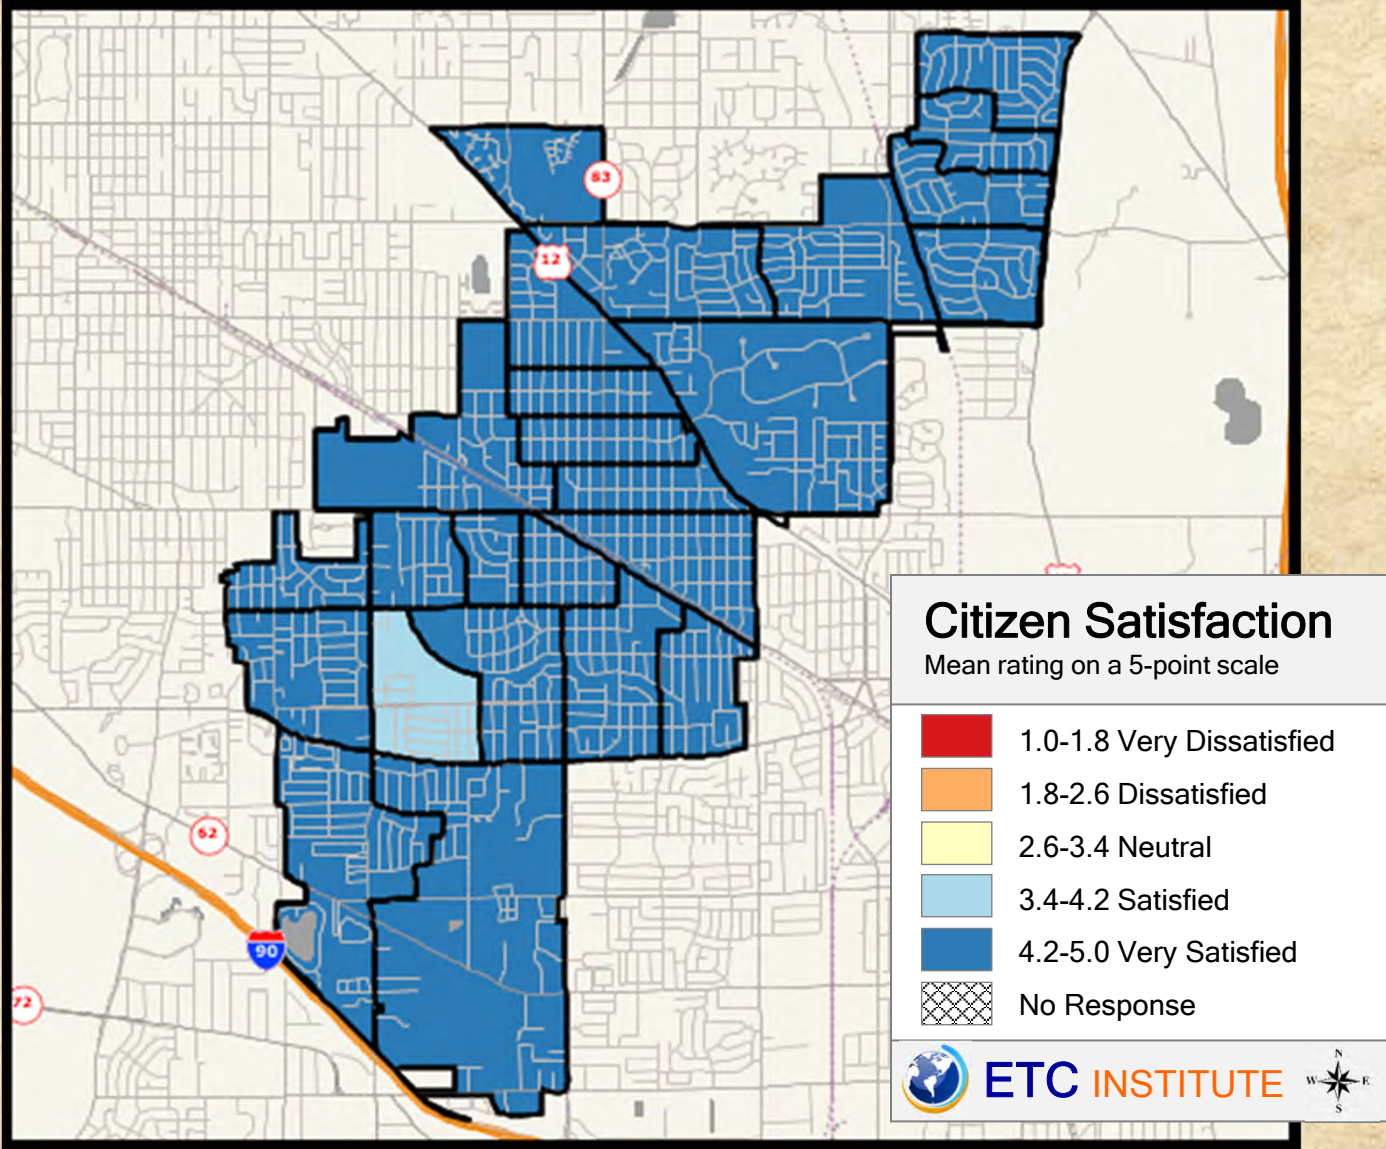 83
12
62
90
72
Citizen Satisfaction
Mean rating on a 5-point scale
1.0-1.8 Very Dissatisfied
1.8-2.6 Dissatisfied
2.6-3.4 Neutral
3.4-4.2 Satisfied
4.2-5.0 Very Satisfied
No Response
ETC INSTITUTE
N
W E
S